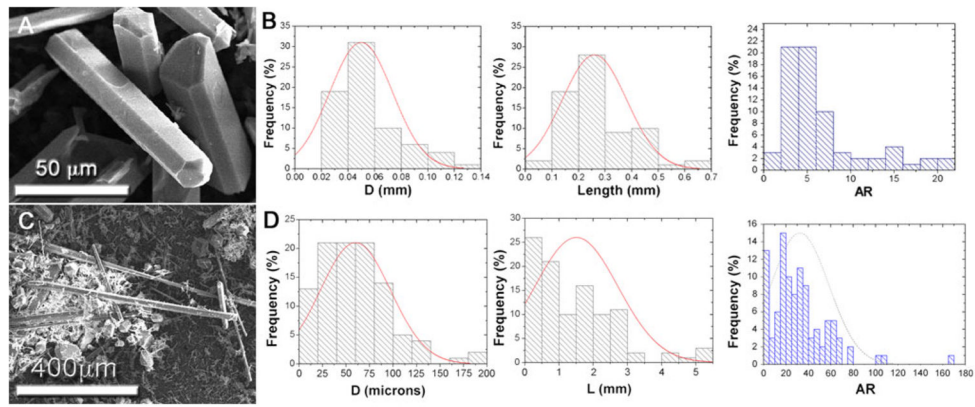 A
50 μm
B
Frequency (%)
35
30
25
20
15
10
5
0
0.00 0.02 0.04 0.06 0.08 0.10 0.12 0.14
D (mm)
Frequency (%)
35
30
25
20
15
10
5
0
0.0 0.1 0.2 0.3 0.4 0.5 0.6 0.7
Length (mm)
Frequency (%)
24
22
20
18
16
14
12
10
8
6
4
2
0
0 5 10 15 20
AR
C
400μm
D
Frequency (%)
25
20
15
10
5
0
0 25 50 75 100 125 150 175 200
D (microns)
Frequency (%)
30
25
20
15
10
5
0
0 1 2 3 4 5
L (mm)
Frequency (%)
16
14
12
10
8
6
4
2
0
0 20 40 60 80 100 120 140 160 180
AR